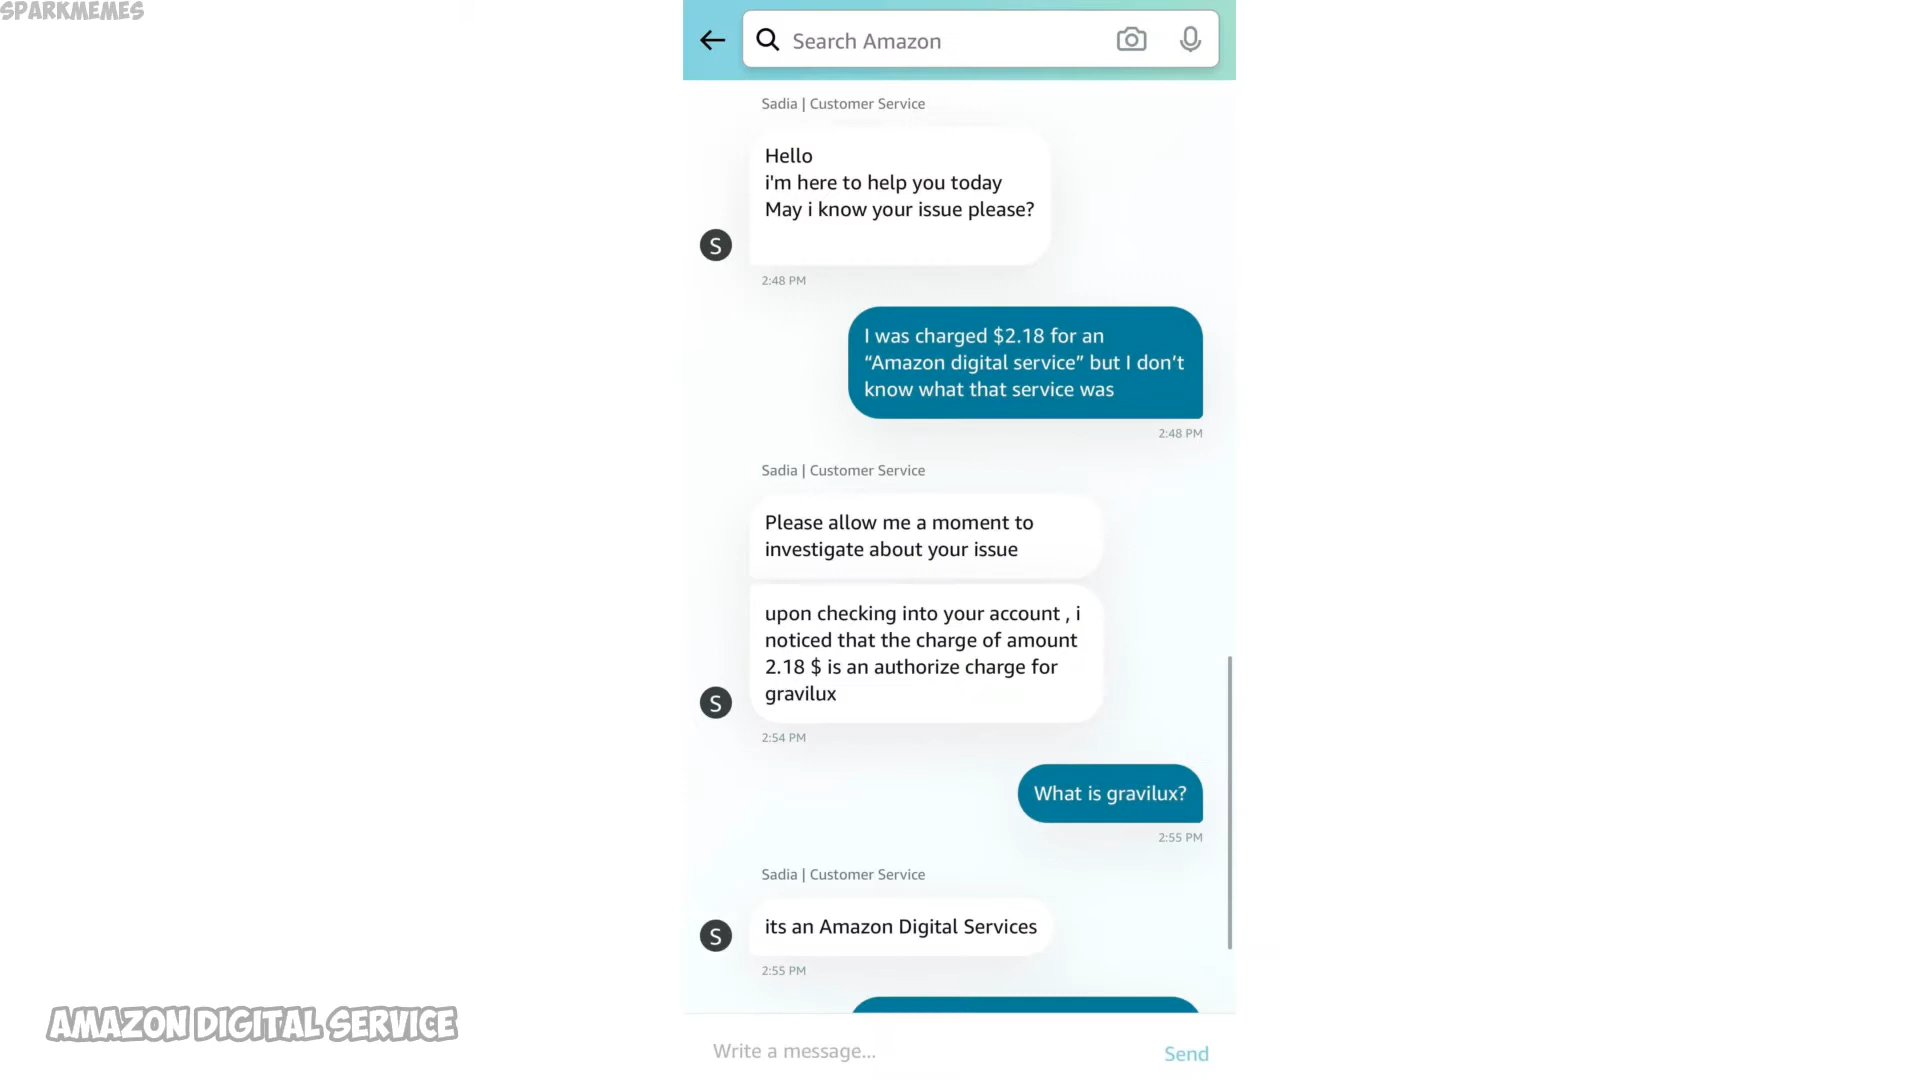 SPARKMEMES
Search Amazon
Sadia | Customer Service
Hello
i'm here to help you today
May i know your issue please?
S
2:48 PM
I was charged $2.18 for an
“Amazon digital service” but I don’t
know what that service was
2:48 PM
Sadia | Customer Service
Please allow me a moment to
investigate about your issue
upon checking into your account , i
noticed that the charge of amount
2.18 $ is an authorize charge for
gravilux
S
2:54 PM
What is gravilux?
2:55 PM
Sadia | Customer Service
its an Amazon Digital Services
S
2:55 PM
AMAZON DIGITAL SERVICE
Write a message...
Send